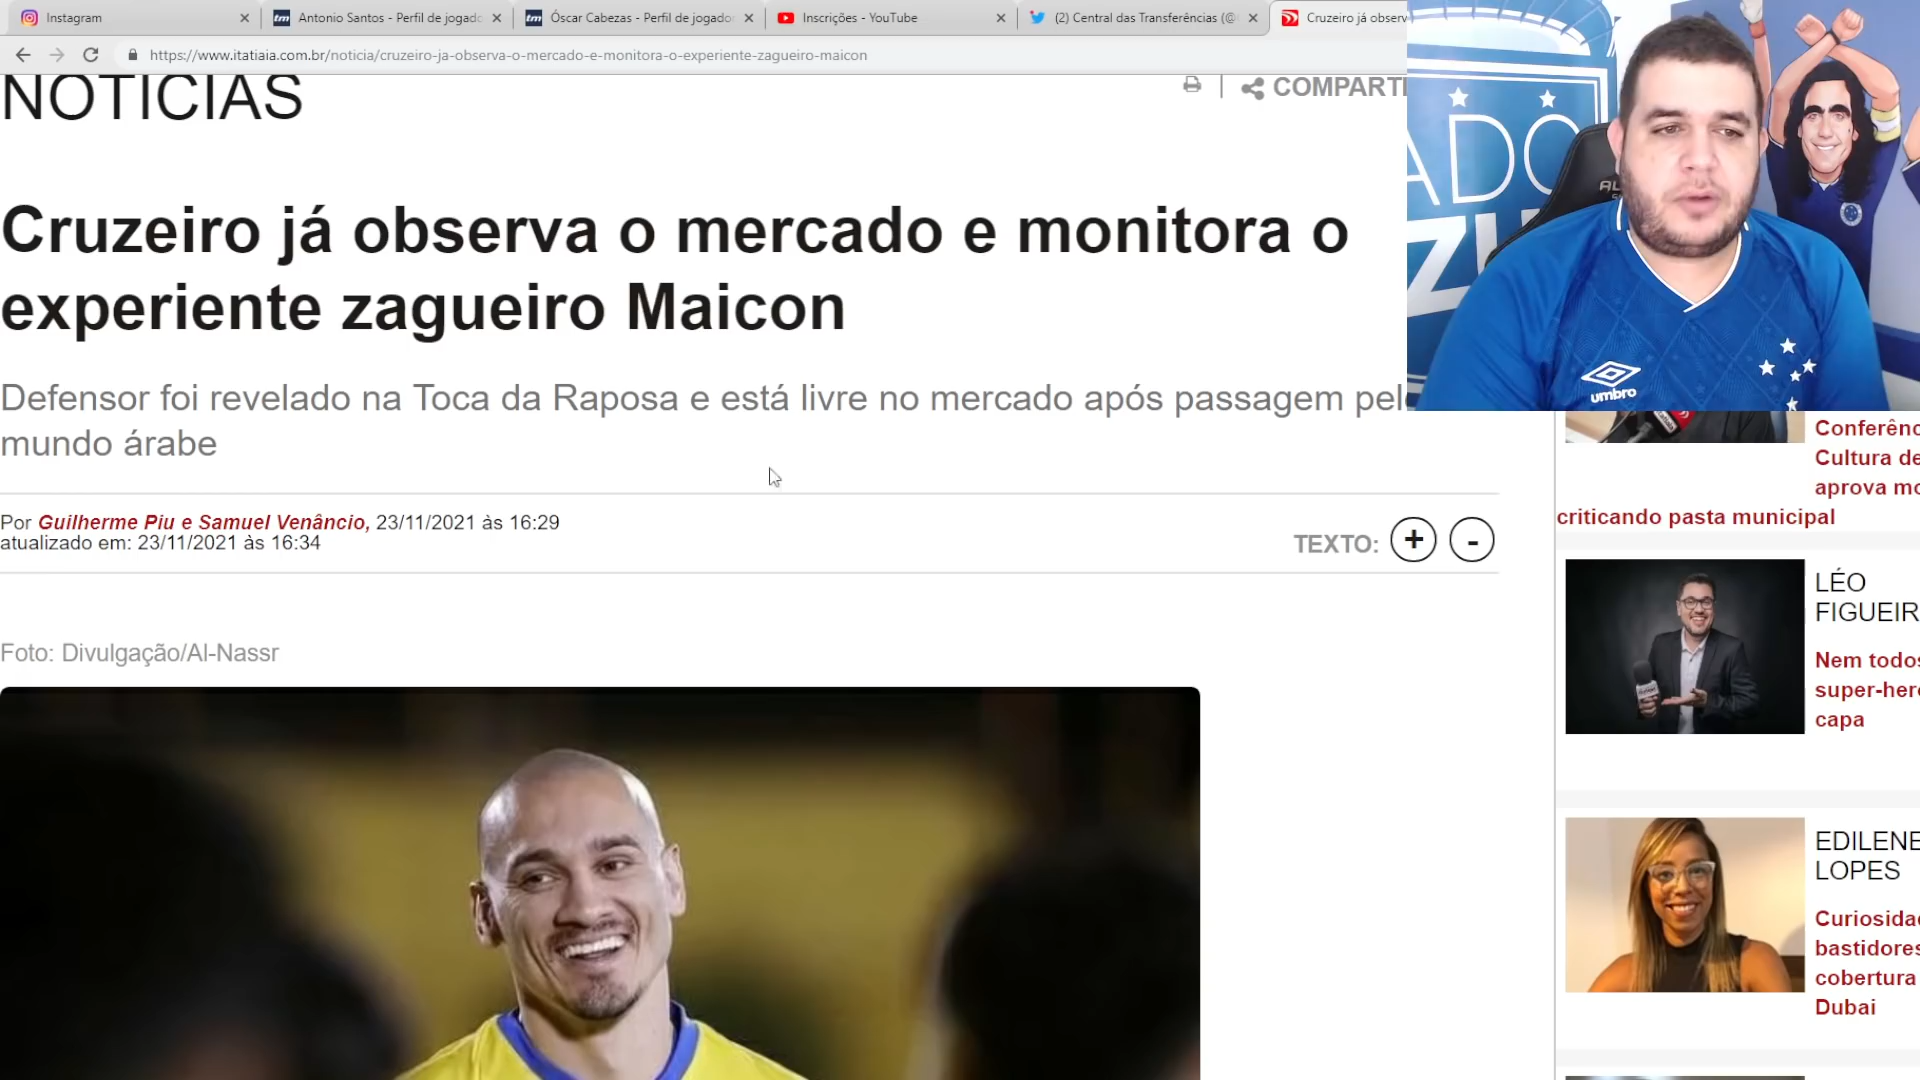 Instagram
Antonio Santos - Perfil de jogado
Óscar Cabezas - Perfil de jogado
Inscrições - YouTube
(2) Central das Transferências (@
Cruzeiro já observ
https://www.itatiaia.com.br/noticia/cruzeiro-ja-observa-o-mercado-e-monitora-o-experiente-zagueiro-maicon
NOTÍCIAS
COMPARTI
Cruzeiro já observa o mercado e monitora o
experiente zagueiro Maicon
Defensor foi revelado na Toca da Raposa e está livre no mercado após passagem pelo
mundo árabe
Por Guilherme Piu e Samuel Venâncio, 23/11/2021 às 16:29
atualizado em: 23/11/2021 às 16:34
TEXTO: + -
Foto: Divulgação/Al-Nassr
umbro
Conferênc
Cultura de
aprova mo
criticando pasta municipal
LÉO
FIGUEIR
Nem todos
super-hero
capa
EDILENE
LOPES
Curiosidad
bastidores
cobertura
Dubai